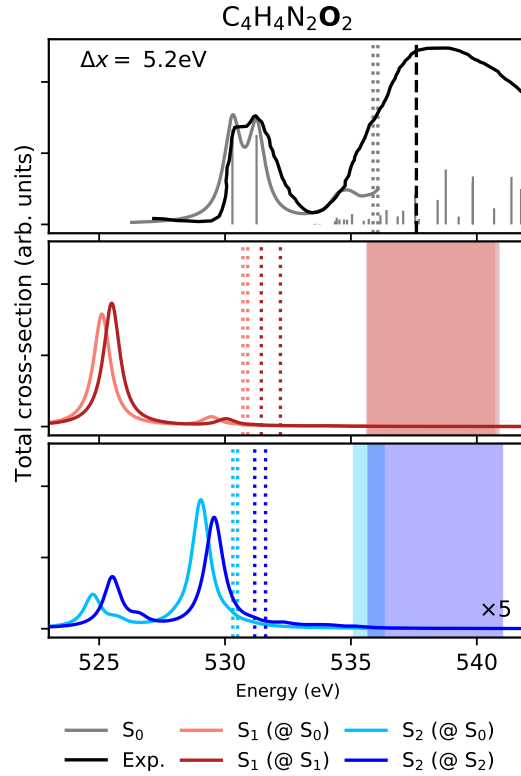 C₄H₄N₂O₂
Δx = 5.2eV
Total cross-section (arb. units)
×5
525 530 535 540
Energy (eV)
S₀ S₁ (@ S₀) S₂ (@ S₀)
Exp. S₁ (@ S₁) S₂ (@ S₂)